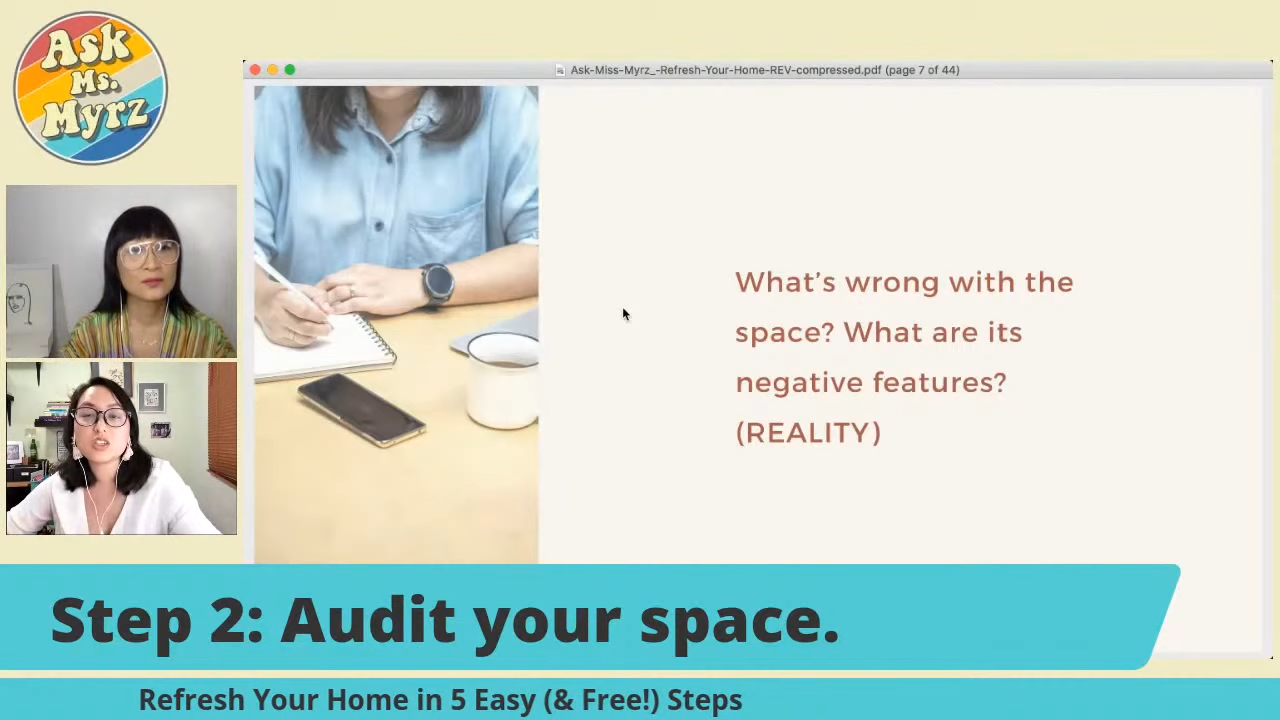 Ask
Ms.
Myrz
Ask-Miss-Myrz_-Refresh-Your-Home-REV-compressed.pdf (page 7 of 44)
What's wrong with the
space? What are its
negative features?
(REALITY)
Step 2: Audit your space.
Refresh Your Home in 5 Easy (& Free!) Steps